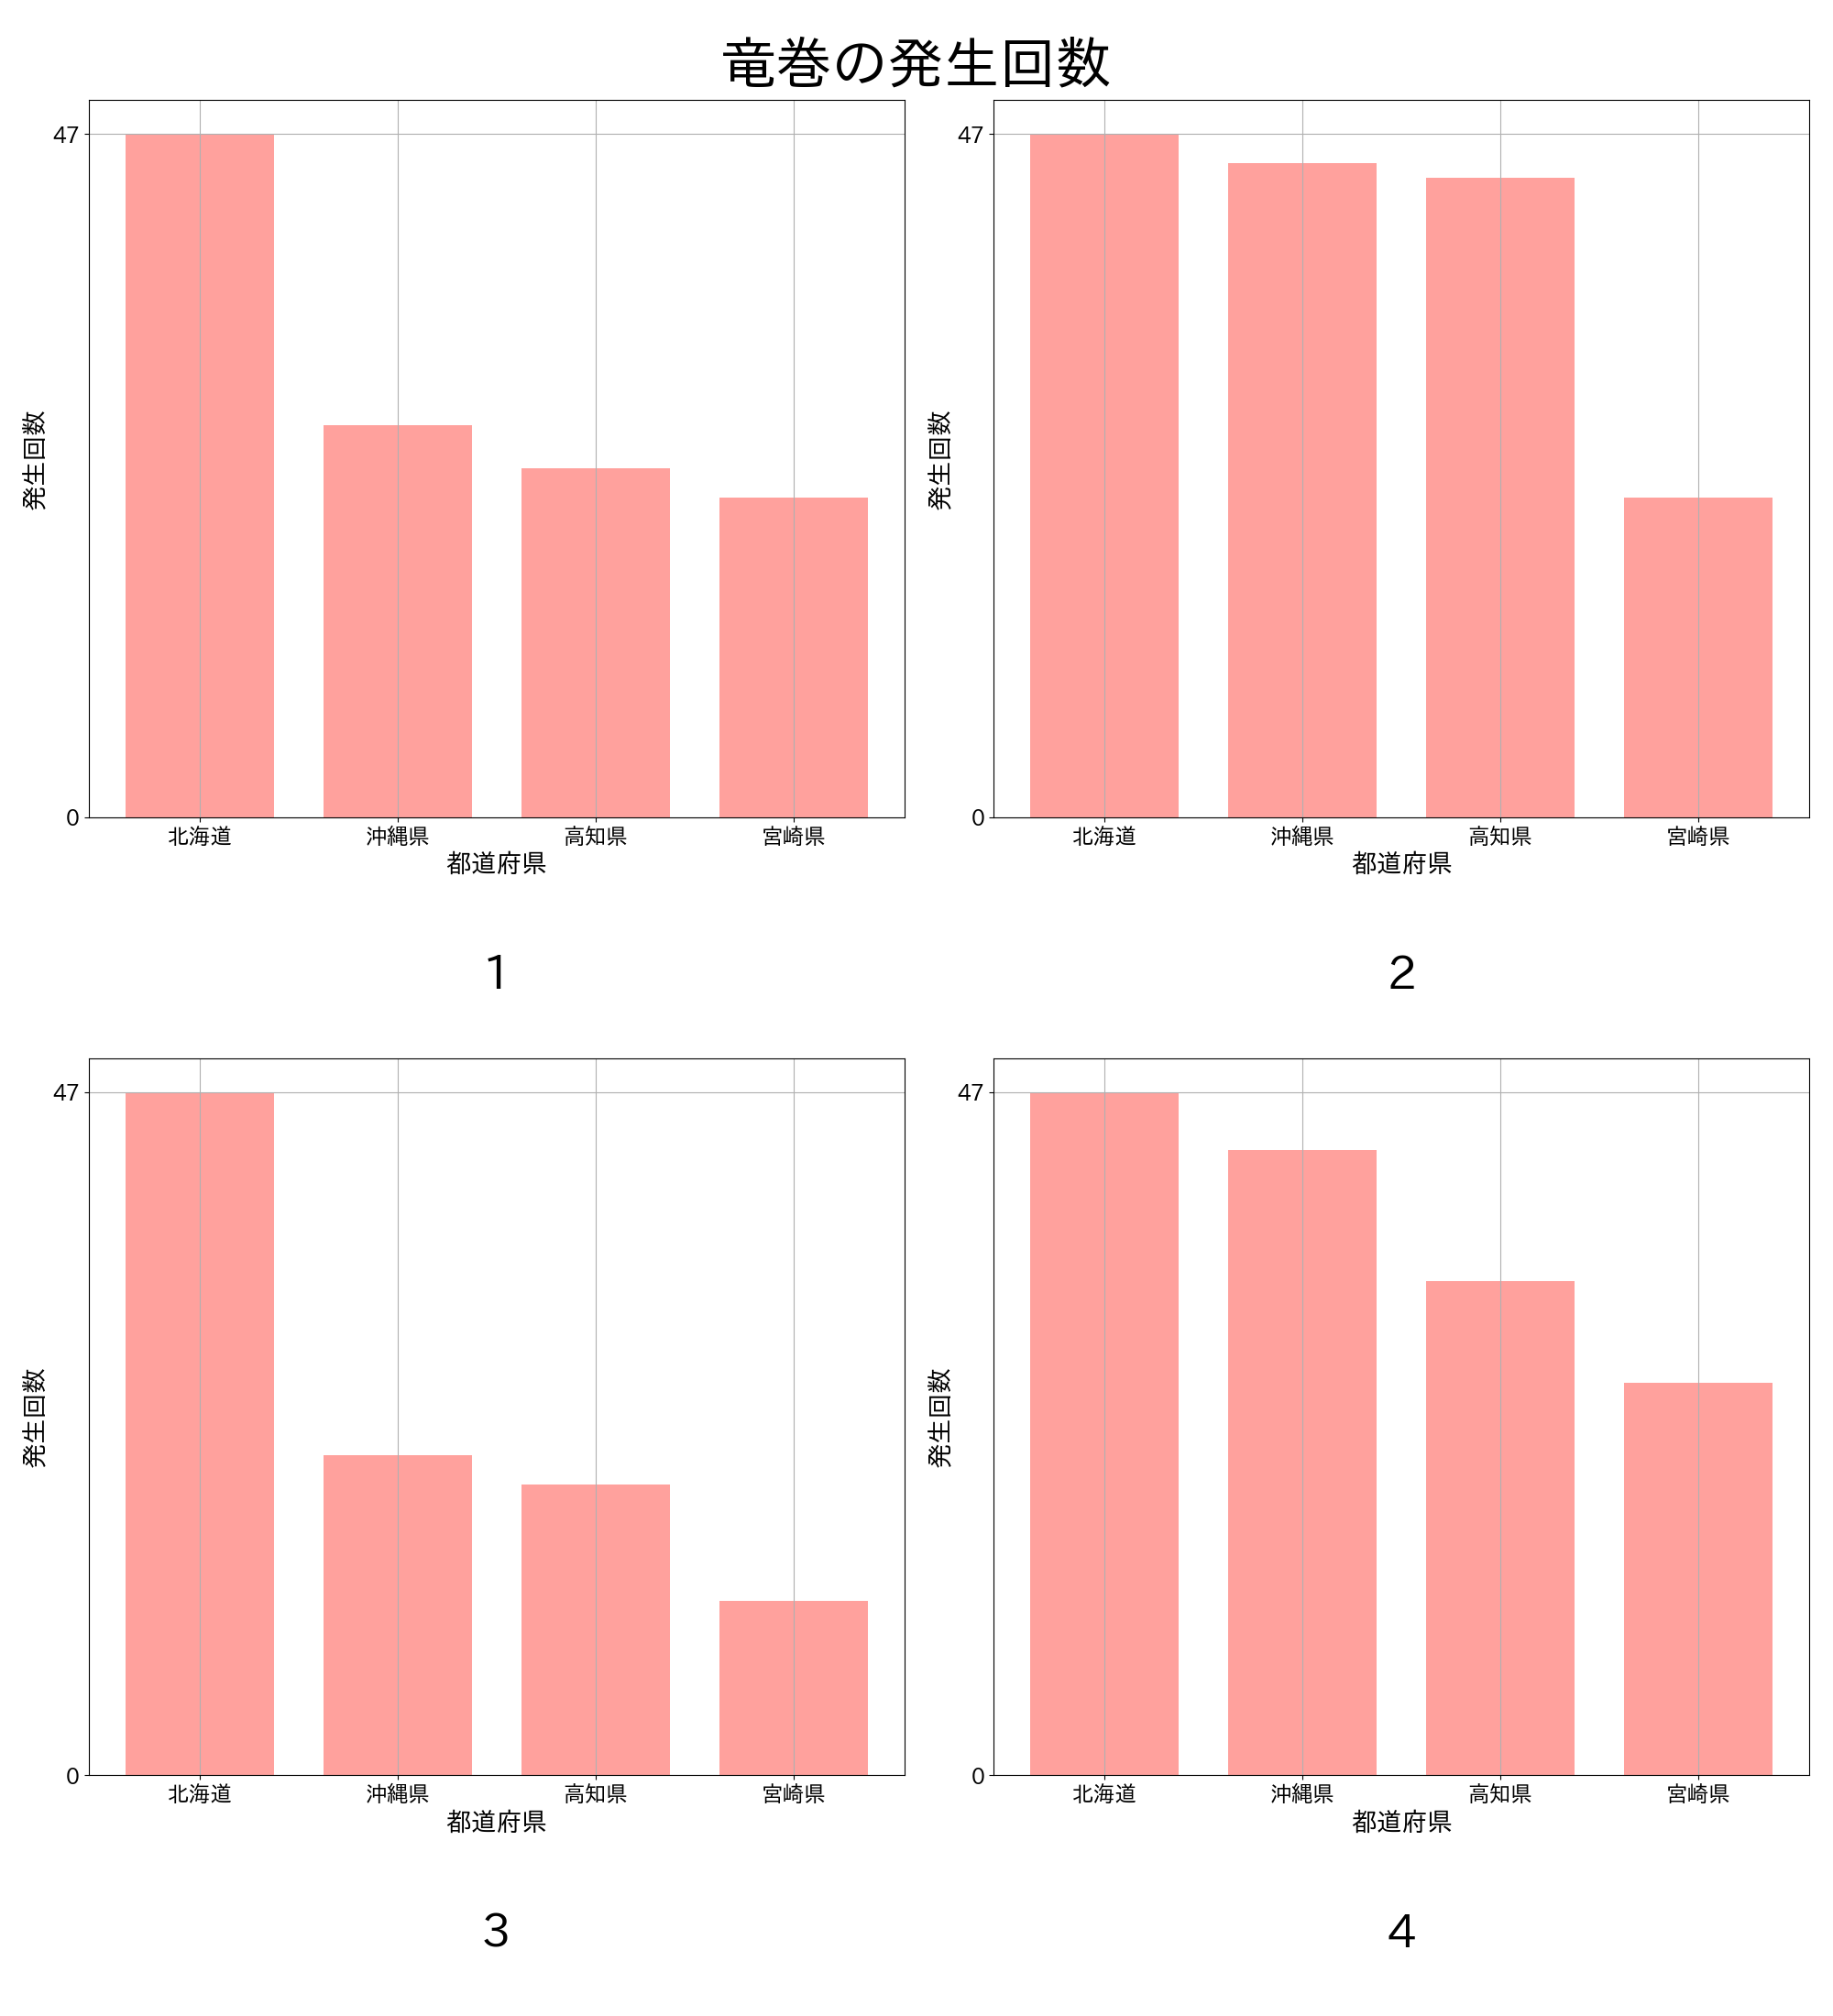 竜巻の発生回数
47
0
発生回数
北海道 沖縄県 高知県 宮崎県
都道府県
1
47
0
発生回数
北海道 沖縄県 高知県 宮崎県
都道府県
2
47
0
発生回数
北海道 沖縄県 高知県 宮崎県
都道府県
3
47
0
発生回数
北海道 沖縄県 高知県 宮崎県
都道府県
4